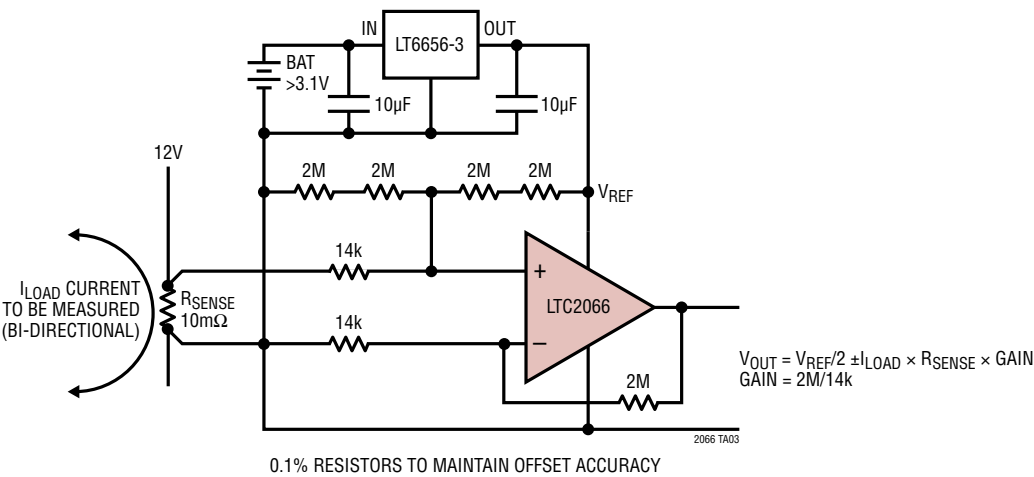 IN
LT6656-3
OUT
BAT
>3.1V
10µF
10µF
12V
2M
2M
2M
2M
VREF
14k
ILOAD CURRENT
TO BE MEASURED
(BI-DIRECTIONAL)
RSENSE
10mΩ
+
LTC2066
14k
–
2M
VOUT = VREF/2 ±ILOAD × RSENSE × GAIN
GAIN = 2M/14k
2066 TA03
0.1% RESISTORS TO MAINTAIN OFFSET ACCURACY